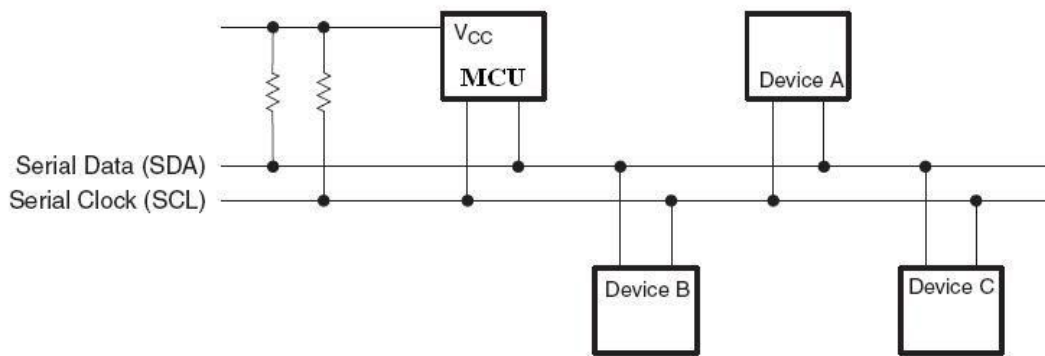 VCC
MCU
Device A
Serial Data (SDA)
Serial Clock (SCL)
Device B
Device C